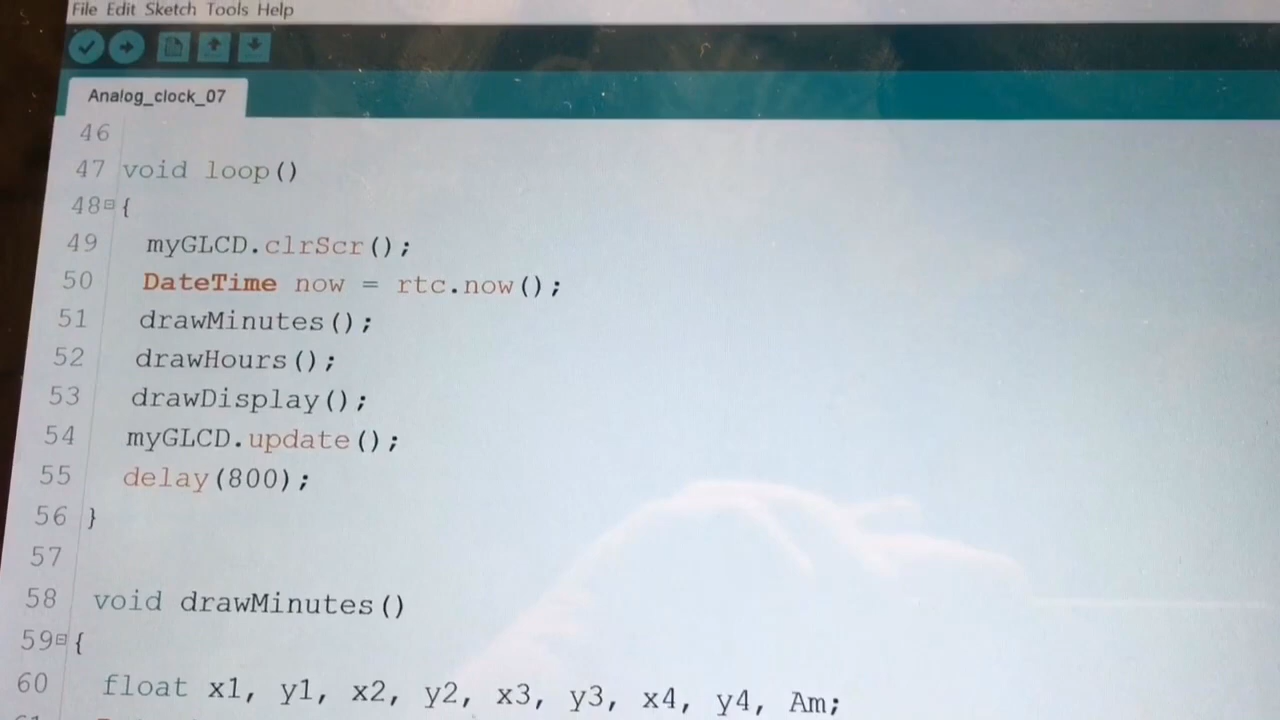 File Edit Sketch Tools Help
Analog_clock_07
46
47 void loop()
48 {
49 myGLCD.clrScr();
50 DateTime now = rtc.now();
51 drawMinutes();
52 drawHours();
53 drawDisplay();
54 myGLCD.update();
55 delay(800);
56 }
57
58 void drawMinutes()
59 {
60 float x1, y1, x2, y2, x3, y3, x4, y4, Am;